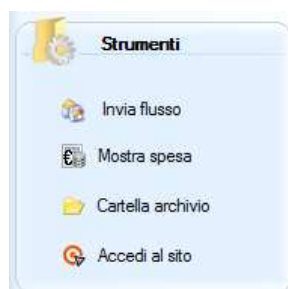 Strumenti
Invia flusso
Mostra spesa
Cartella archivio
Accedi al sito